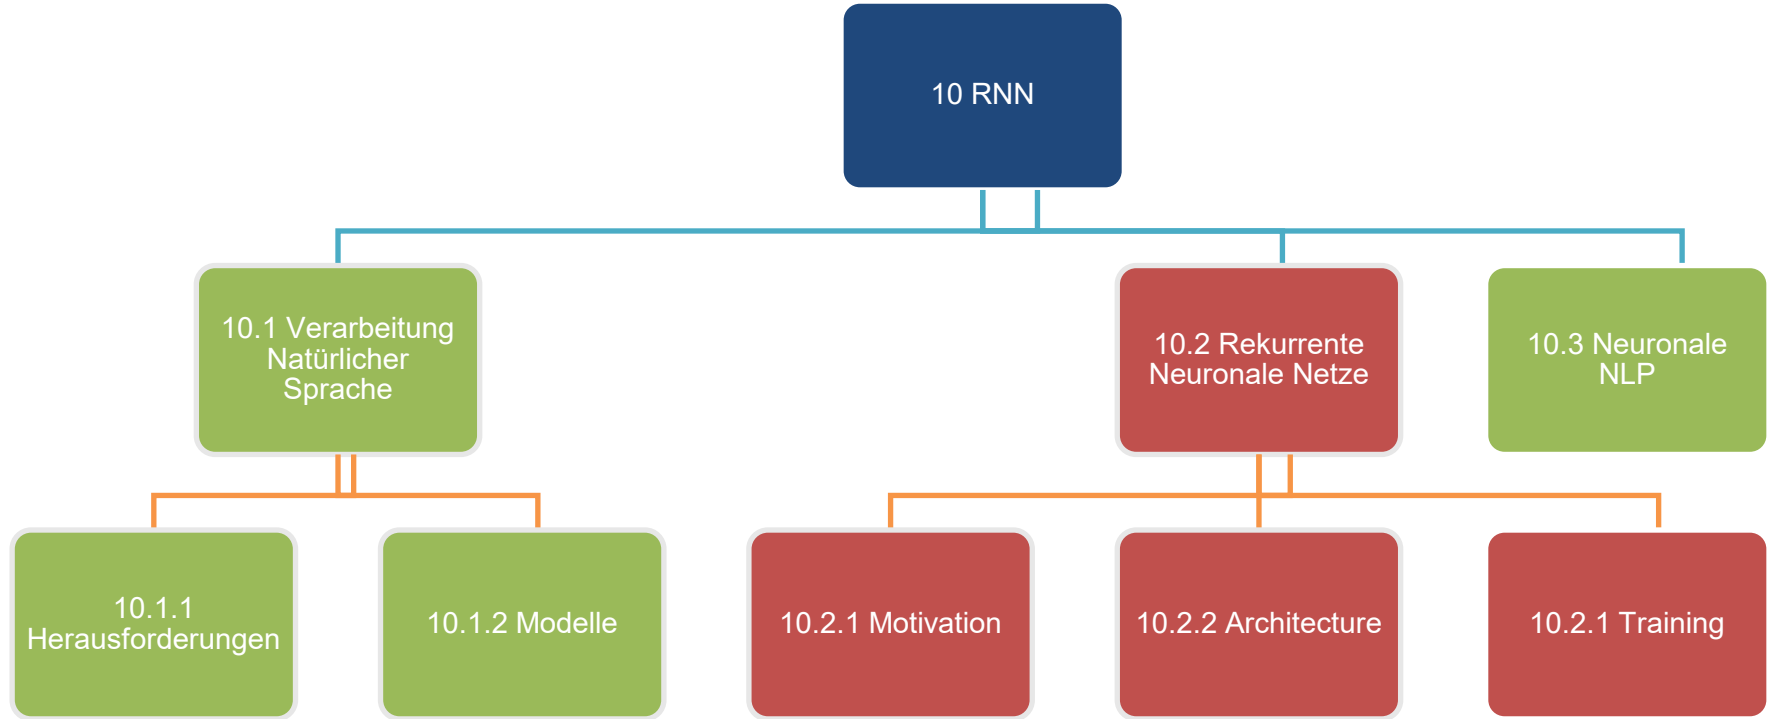 10 RNN
10.1 Verarbeitung
Natürlicher
Sprache
10.2 Rekurrente
Neuronale Netze
10.3 Neuronale
NLP
10.1.1
Herausforderungen
10.1.2 Modelle
10.2.1 Motivation
10.2.2 Architecture
10.2.1 Training